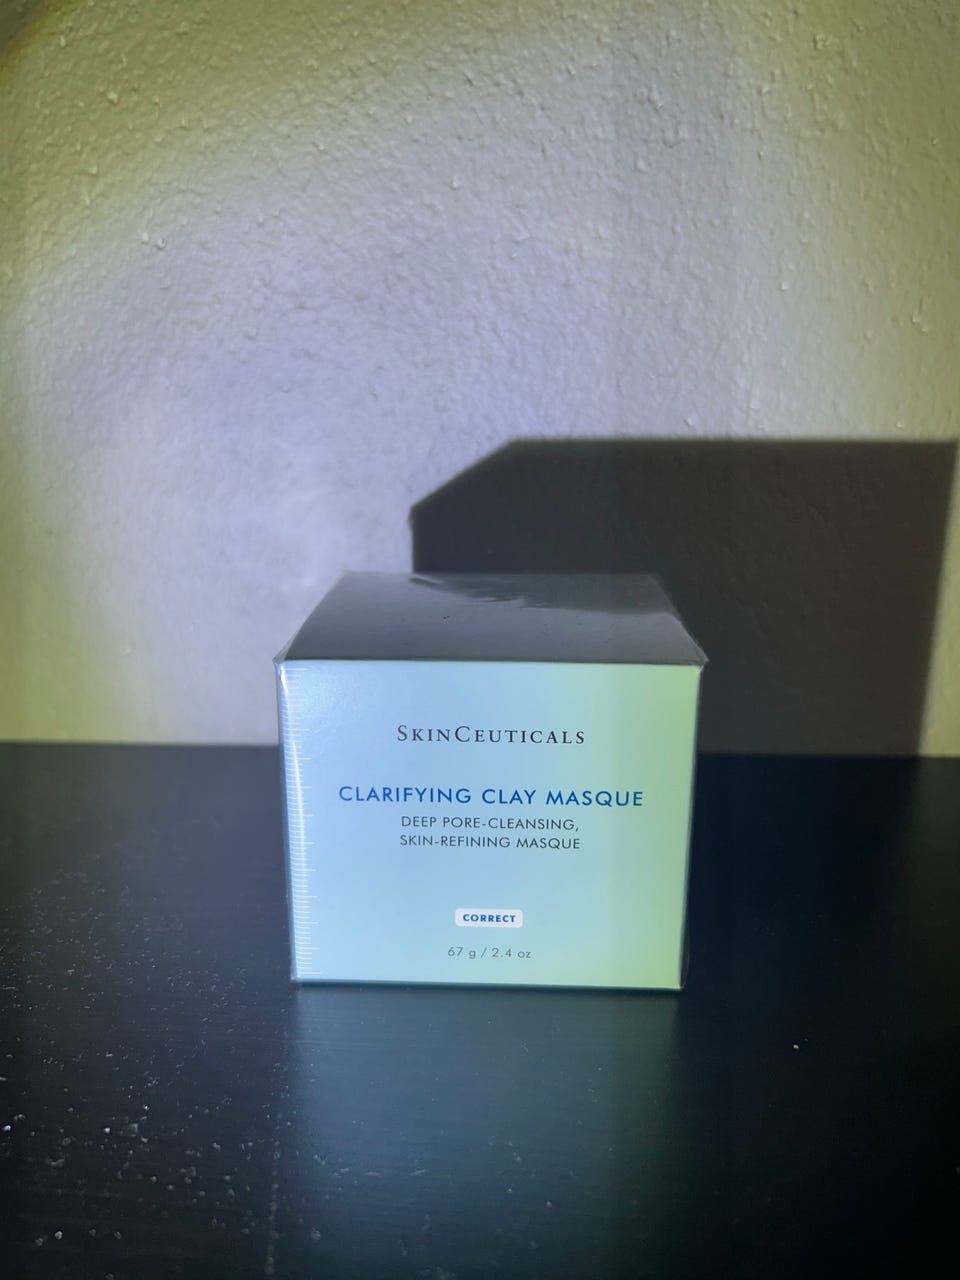 SKINCEUTICALS
CLARIFYING CLAY MASQUE
DEEP PORE-CLEANSING,
SKIN-REFINING MASQUE
CORRECT
67 g / 2.4 oz